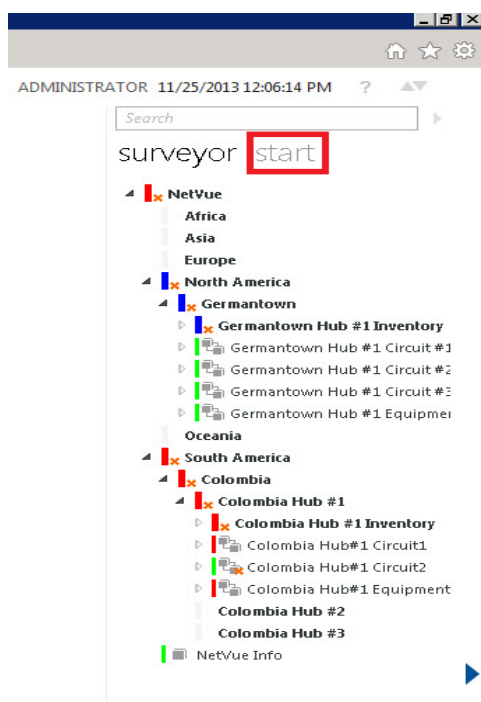 ADMINISTRATOR 11/25/2013 12:06:14 PM ?
Search
surveyor start
NetVue
Africa
Asia
Europe
North America
Germantown
Germantown Hub #1 Inventory
Germantown Hub #1 Circuit #1
Germantown Hub #1 Circuit #2
Germantown Hub #1 Circuit #3
Germantown Hub #1 Equipmer
Oceania
South America
Colombia
Colombia Hub #1
Colombia Hub #1 Inventory
Colombia Hub#1 Circuit1
Colombia Hub#1 Circuit2
Colombia Hub#1 Equipment
Colombia Hub #2
Colombia Hub #3
NetVue Info